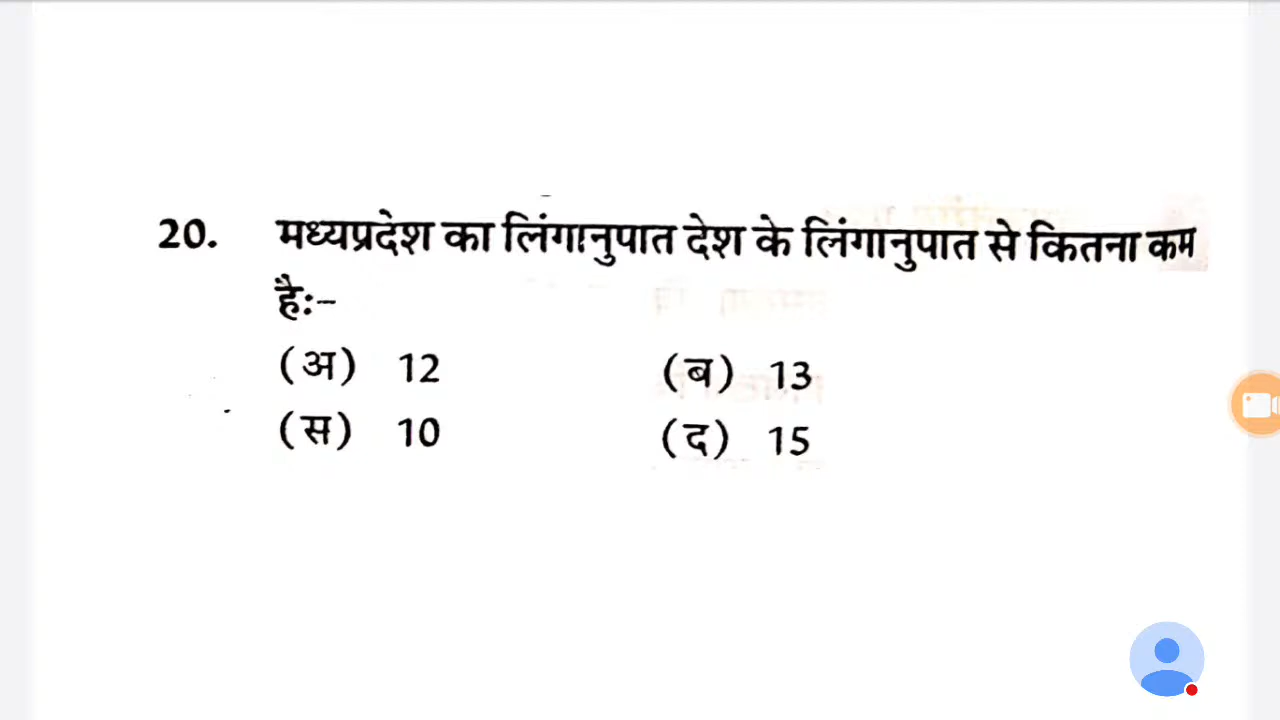 20. मध्यप्रदेश का लिंगानुपात देश के लिंगानुपात से कितना कम
है:–
(अ) 12 (ब) 13
(स) 10 (द) 15